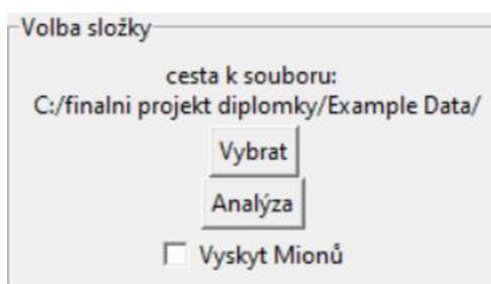 Volba složky
cesta k souboru:
C:/finalni projekt diplomky/Example Data/
Vybrat
Analýza
Vyskyt Mionů